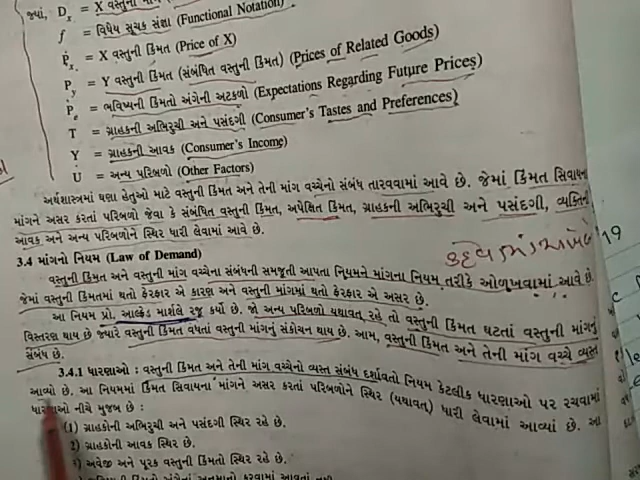 જ્યાં, Dx = X વસ્તુની માંગ
f = વિધેય સૂચક સંજ્ઞા (Functional Notation)
Px = X વસ્તુની કિંમત (Price of X)
Py = Y વસ્તુની કિંમત (સંબંધિત વસ્તુની કિંમત) (Prices of Related Goods)
Pe = ભવિષ્યની કિંમતો અંગેની અટકળો (Expectations Regarding Future Prices)
T = ગ્રાહકની અભિરુચી અને પસંદગી (Consumer's Tastes and Preferences)
Y = ગ્રાહકની આવક (Consumer's Income)
U = અન્ય પરિબળો (Other Factors)
અર્થશાસ્ત્રમાં ઘણા હેતુઓ માટે વસ્તુની કિંમત અને તેની માંગ વચ્ચેનો સંબંધ તારવવામાં આવે છે. જેમાં કિંમત સિવાયના
માંગને અસર કરતાં પરિબળો જેવા કે સંબંધિત વસ્તુની કિંમત, અપેક્ષિત કિંમત, ગ્રાહકની અભિરુચી અને પસંદગી, વ્યક્તિની
આવક અને અન્ય પરિબળોને સ્થિર ધારી લેવામાં આવે છે.
3.4 માંગનો નિયમ (Law of Demand)
'19
વસ્તુની કિંમત અને વસ્તુની માંગ વચ્ચેના સંબંધની સમજુતી આપતા નિયમને માંગના નિયમ તરીકે ઓળખવામાં આવે છે.
જેમાં વસ્તુની કિંમતમાં થતો ફેરફાર એ કારણ અને વસ્તુની માંગમાં થતો ફેરફાર એ અસર છે.
આ નિયમ પ્રો. આલ્ફ્રેડ માર્શલે રજૂ કર્યો છે. જો અન્ય પરિબળો યથાવત્ રહે તો વસ્તુની કિંમત ઘટતાં વસ્તુની માંગનું
વિસ્તરણ થાય છે જ્યારે વસ્તુની કિંમત વધતાં વસ્તુની માંગનું સંકોચન થાય છે. આમ, વસ્તુની કિંમત અને તેની માંગ વચ્ચે વ્યસ્ત
સંબંધ છે.
3.4.1 ધારણાઓ : વસ્તુની કિંમત અને તેની માંગ વચ્ચેનો વ્યસ્ત સંબંધ દર્શાવતો નિયમ કેટલીક ધારણાઓ પર રચવામાં
આવ્યો છે. આ નિયમમાં કિંમત સિવાયના માંગને અસર કરતાં પરિબળોને સ્થિર (યથાવત્) ધારી લેવામાં આવ્યાં છે. આ
ધારણાઓ નીચે મુજબ છે :
(1) ગ્રાહકોની અભિરુચી અને પસંદગી સ્થિર રહે છે.
2) ગ્રાહકોની આવક સ્થિર છે.
) અવેજી અને પૂરક વસ્તુની કિંમતો સ્થિર રહે છે.